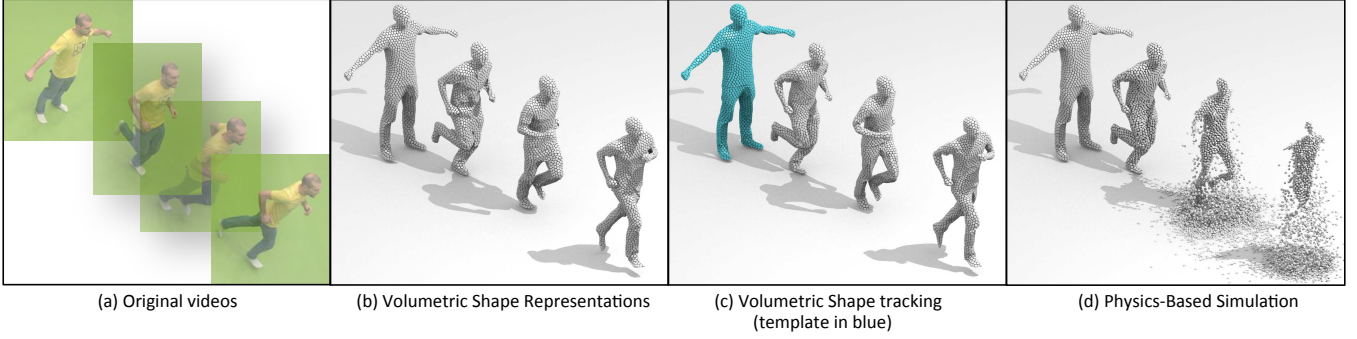 (a) Original videos
(b) Volumetric Shape Representations
(c) Volumetric Shape tracking
(template in blue)
(d) Physics-Based Simulation